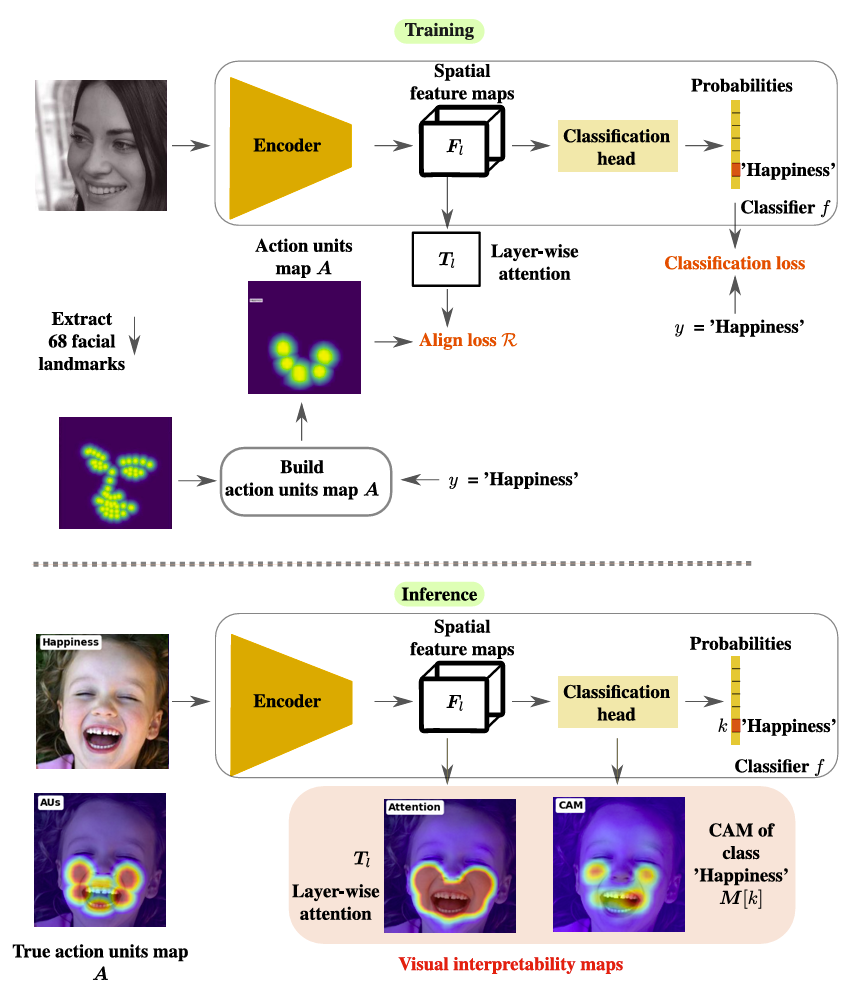 Training
Spatial
feature maps
Probabilities
Encoder
F_l
Classification
head
'Happiness'
Classifier f
Action units
map A
T_l
Layer-wise
attention
Classification loss
Extract
68 facial
landmarks
Align loss R
y = 'Happiness'
Build
action units map A
y = 'Happiness'
Inference
Happiness
Spatial
feature maps
Probabilities
Encoder
F_l
Classification
head
k 'Happiness'
Classifier f
AUs
Attention
CAM
T_l
Layer-wise
attention
CAM of
class
'Happiness'
M[k]
True action units map
A
Visual interpretability maps